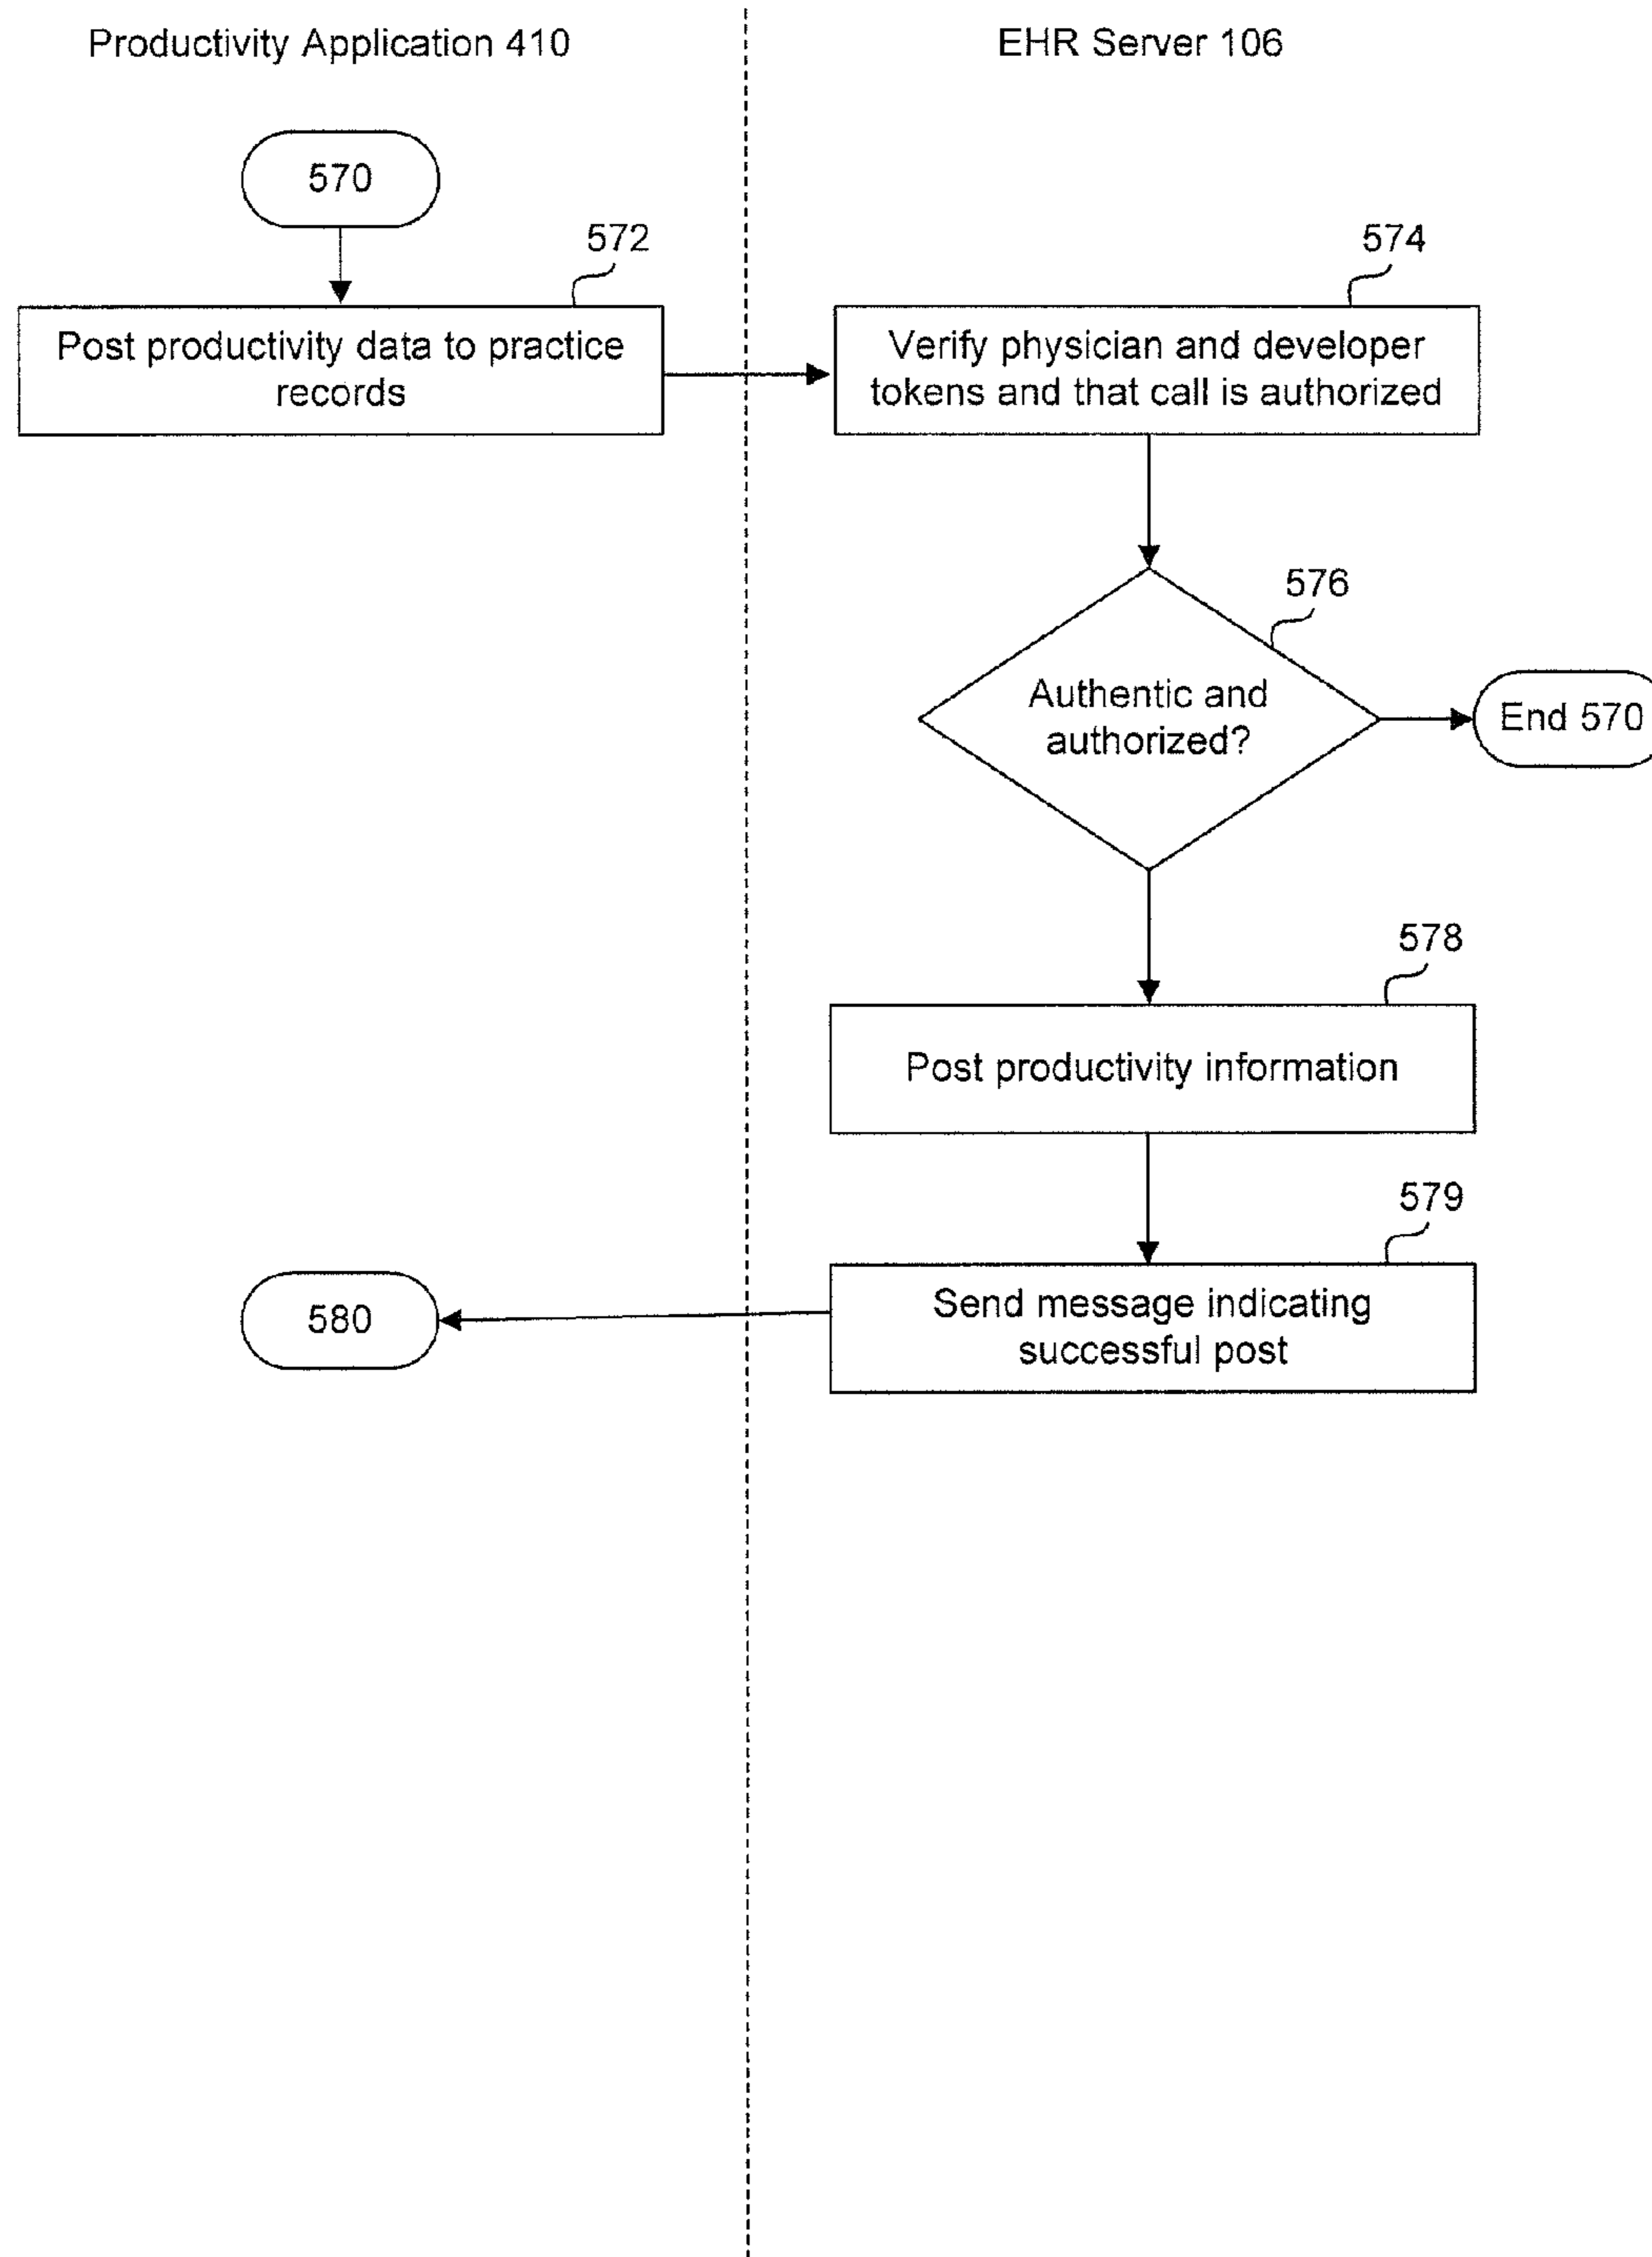 Productivity Application 410
EHR Server 106
570
572
574
Post productivity data to practice
records
Verify physician and developer
tokens and that call is authorized
576
Authentic and
authorized?
End 570
578
Post productivity information
579
Send message indicating
successful post
580